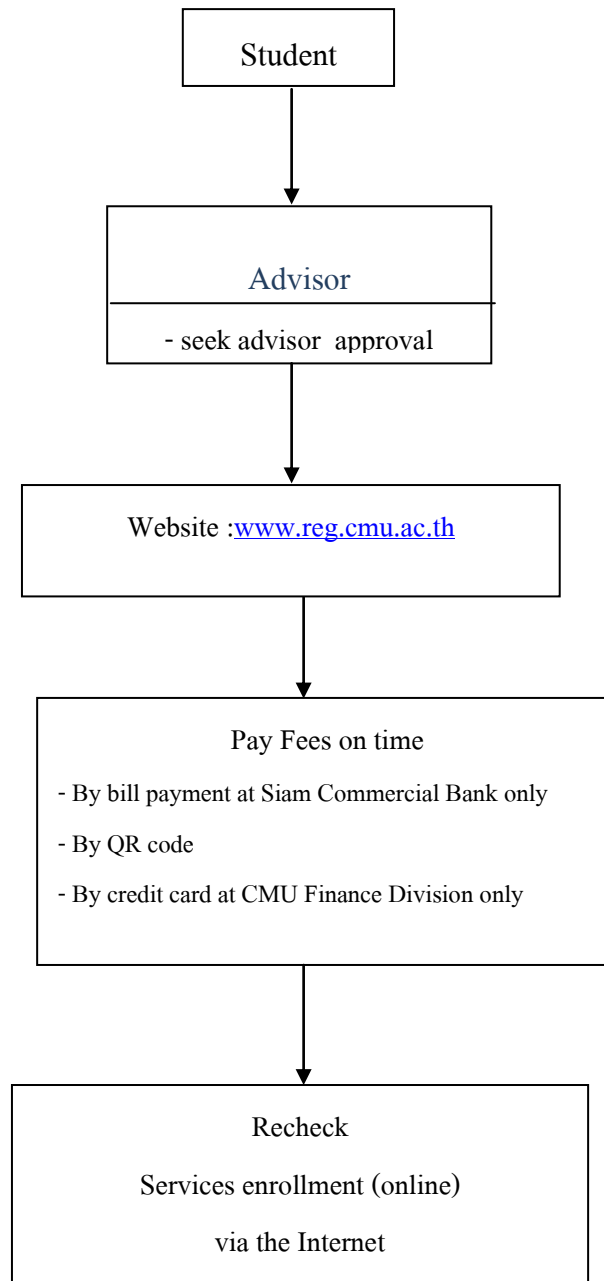 Student
Advisor
- seek advisor approval
Website :www.reg.cmu.ac.th
Pay Fees on time
- By bill payment at Siam Commercial Bank only
- By QR code
- By credit card at CMU Finance Division only
Recheck
Services enrollment (online)
via the Internet